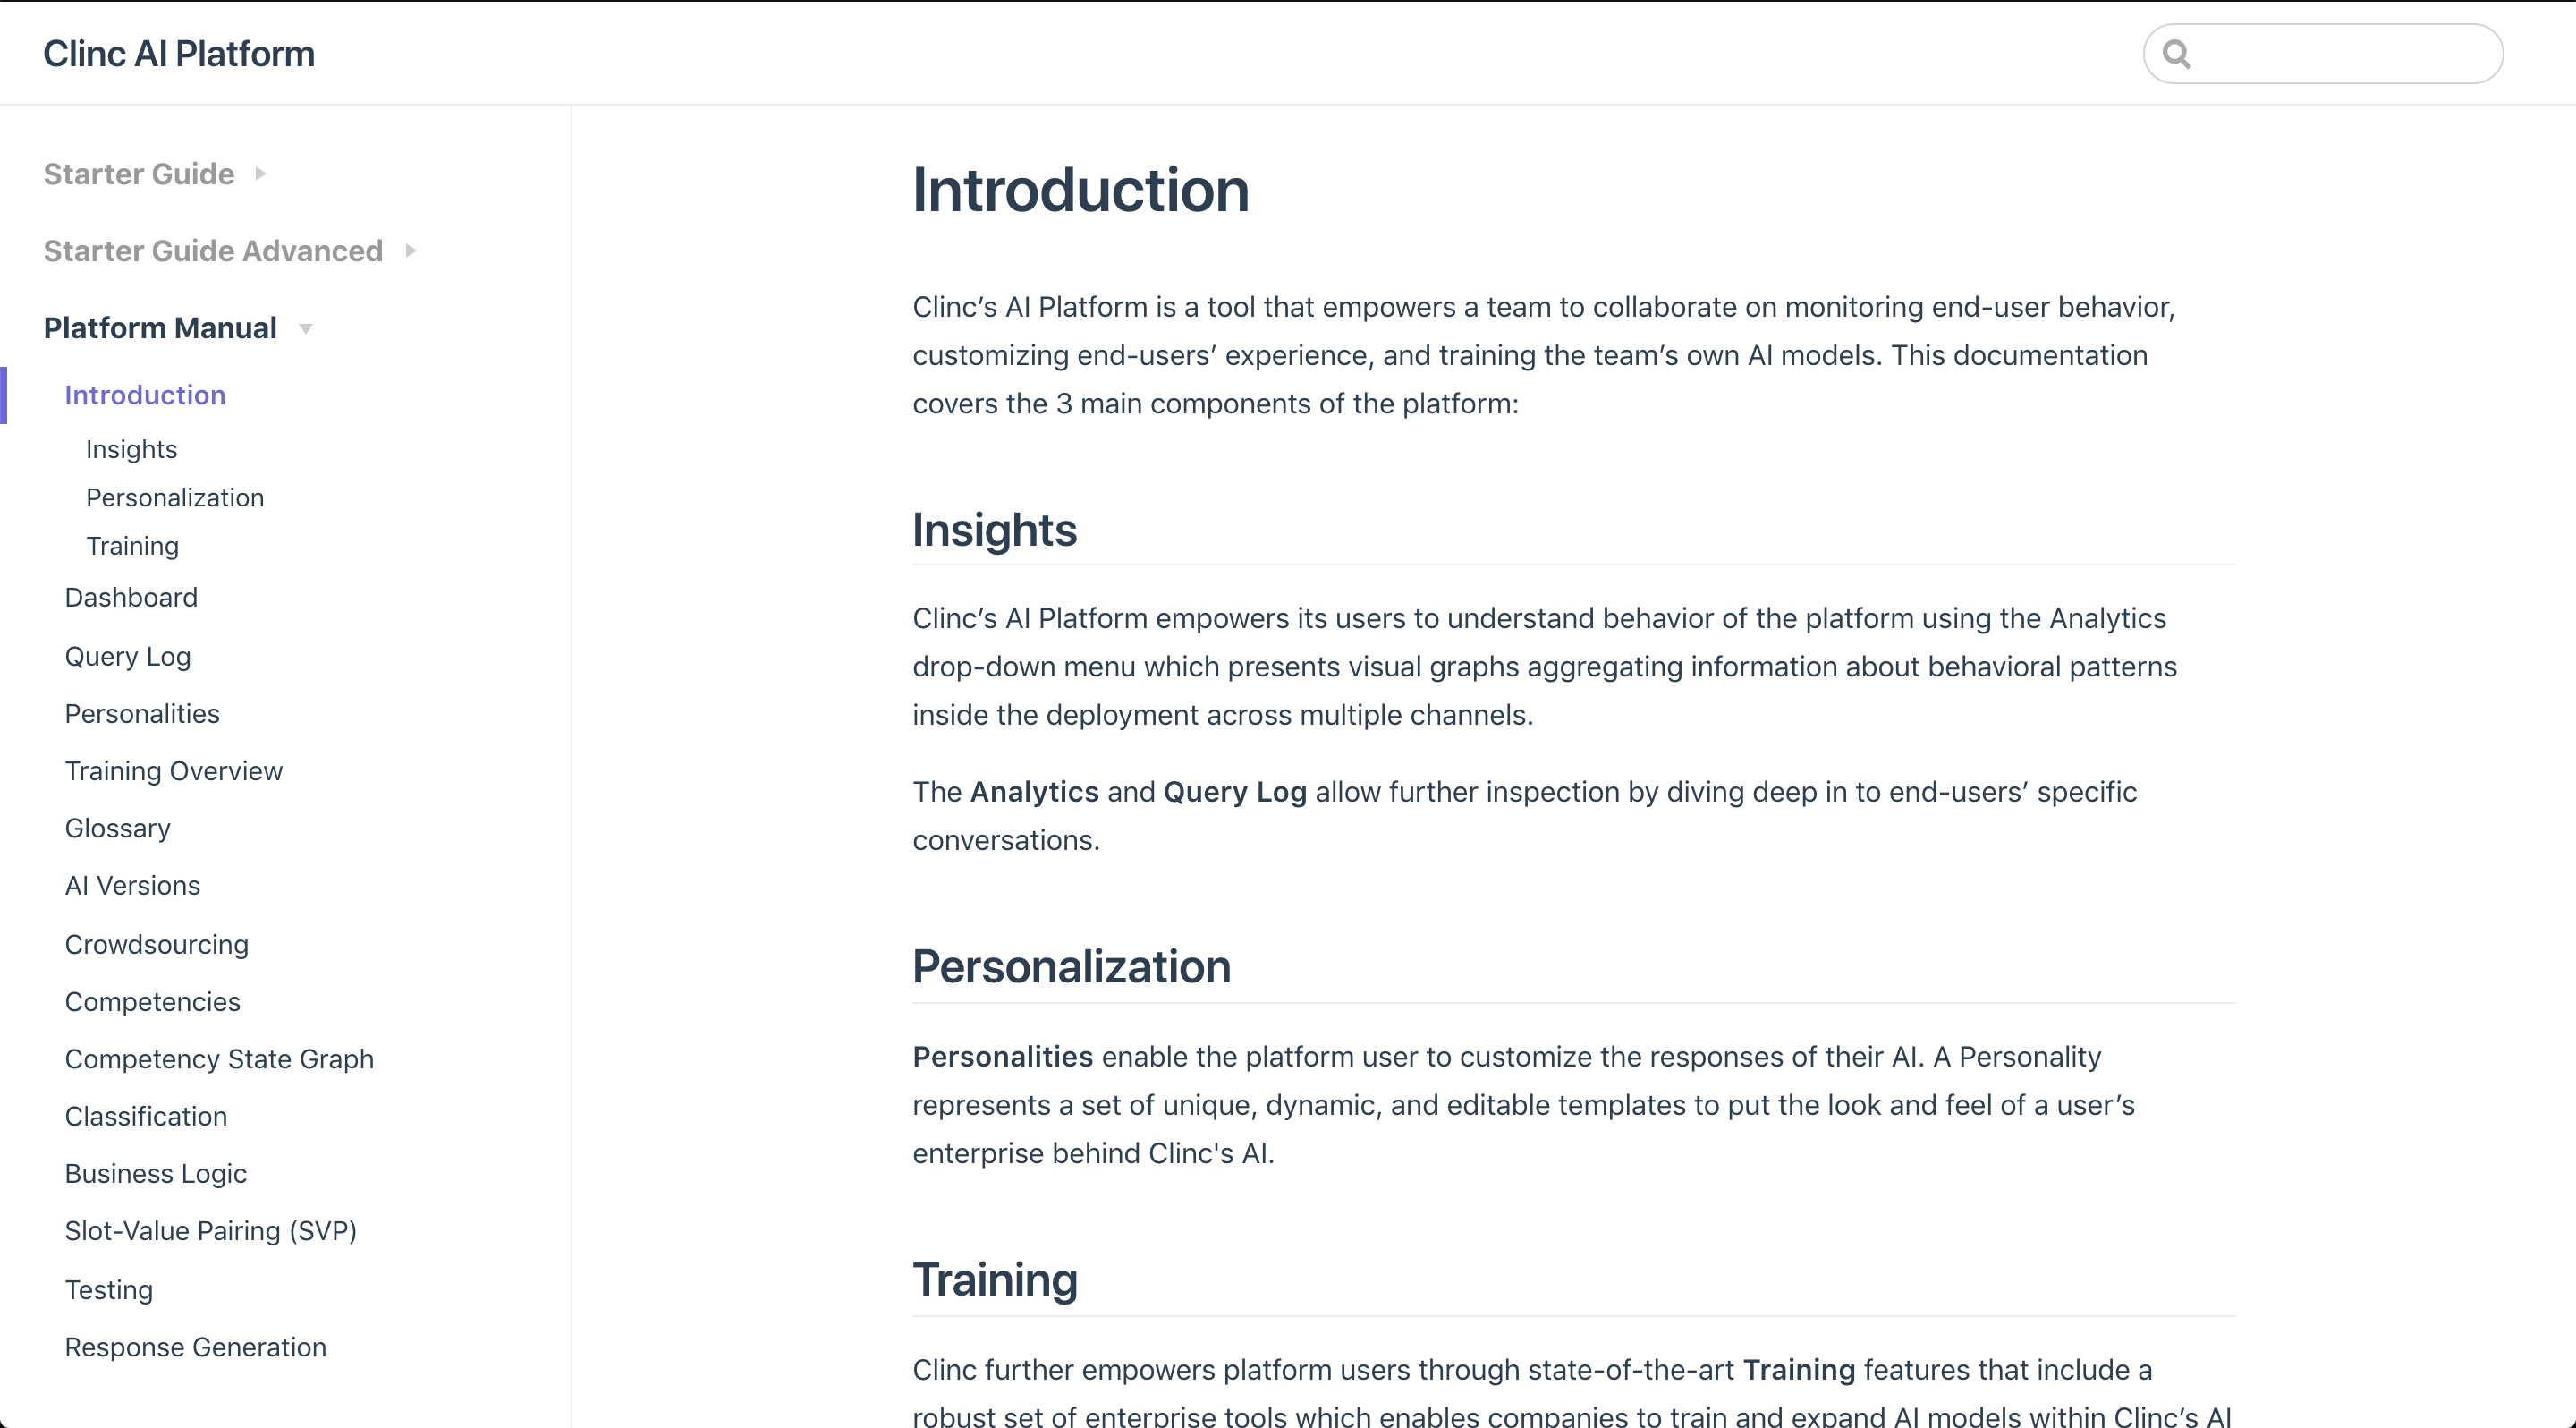 Clinc AI Platform
Starter Guide
Starter Guide Advanced
Platform Manual
Introduction
Insights
Personalization
Training
Dashboard
Query Log
Personalities
Training Overview
Glossary
AI Versions
Crowdsourcing
Competencies
Competency State Graph
Classification
Business Logic
Slot-Value Pairing (SVP)
Testing
Response Generation
Introduction
Clinc’s AI Platform is a tool that empowers a team to collaborate on monitoring end-user behavior,
customizing end-users’ experience, and training the team’s own AI models. This documentation
covers the 3 main components of the platform:
Insights
Clinc’s AI Platform empowers its users to understand behavior of the platform using the Analytics
drop-down menu which presents visual graphs aggregating information about behavioral patterns
inside the deployment across multiple channels.
The Analytics and Query Log allow further inspection by diving deep in to end-users’ specific
conversations.
Personalization
Personalities enable the platform user to customize the responses of their AI. A Personality
represents a set of unique, dynamic, and editable templates to put the look and feel of a user’s
enterprise behind Clinc's AI.
Training
Clinc further empowers platform users through state-of-the-art Training features that include a
robust set of enterprise tools which enables companies to train and expand AI models within Clinc’s AI